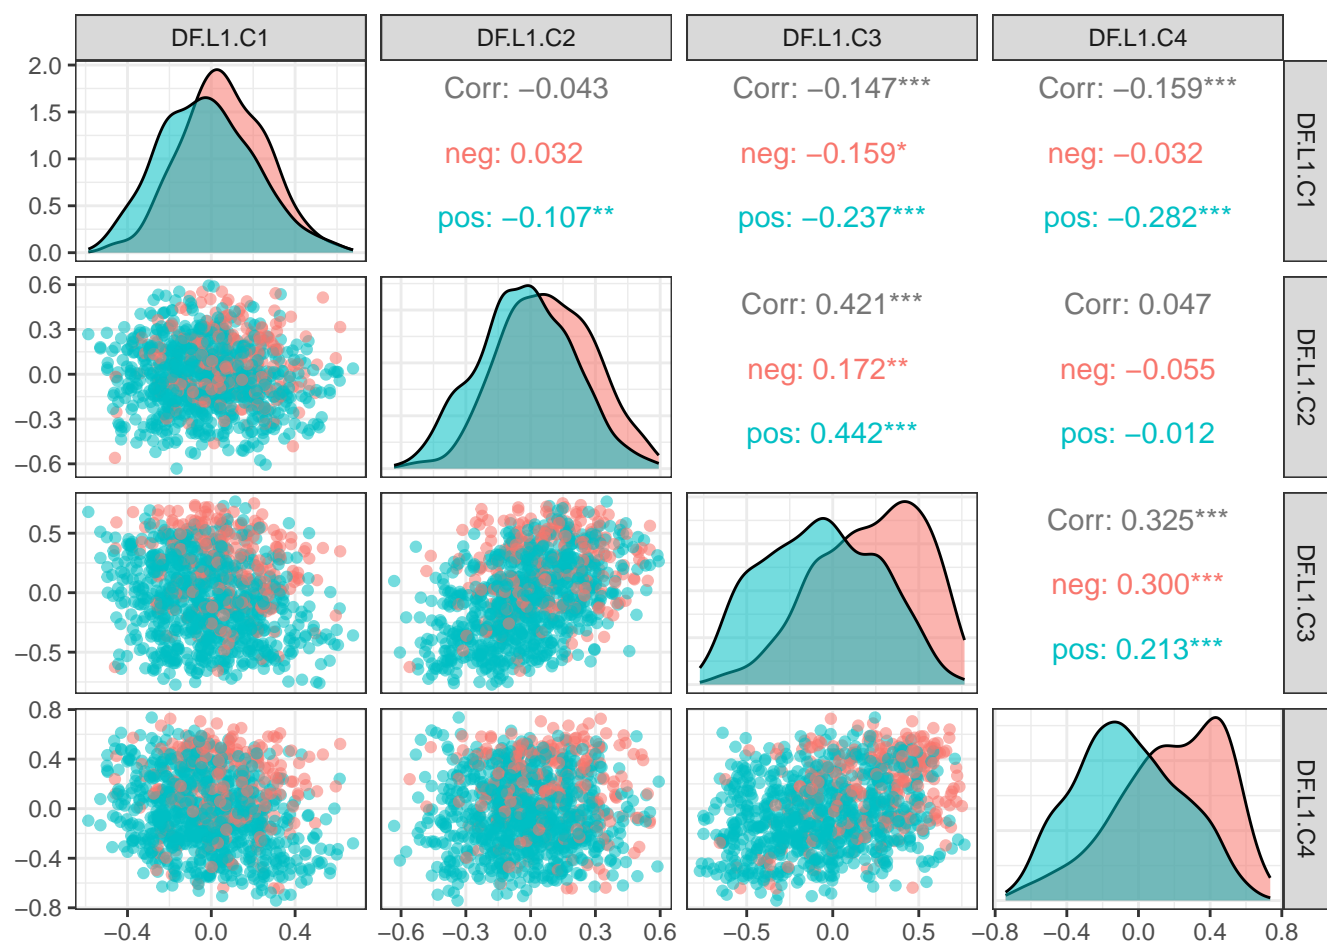 DF.L1.C1 DF.L1.C2 DF.L1.C3 DF.L1.C4
2.0
1.5
1.0
0.5
0.0
Corr: −0.043
neg: 0.032
pos: −0.107**
Corr: −0.147***
neg: −0.159*
pos: −0.237***
Corr: −0.159***
neg: −0.032
pos: −0.282***
DF.L1.C1
0.6
0.3
0.0
−0.3
−0.6
Corr: 0.421***
neg: 0.172**
pos: 0.442***
Corr: 0.047
neg: −0.055
pos: −0.012
DF.L1.C2
0.5
0.0
−0.5
Corr: 0.325***
neg: 0.300***
pos: 0.213***
DF.L1.C3
0.8
0.4
0.0
−0.4
−0.8
DF.L1.C4
−0.4 0.0 0.4 −0.6 −0.3 0.0 0.3 0.6 −0.5 0.0 0.5 −0.8 −0.4 0.0 0.4 0.8